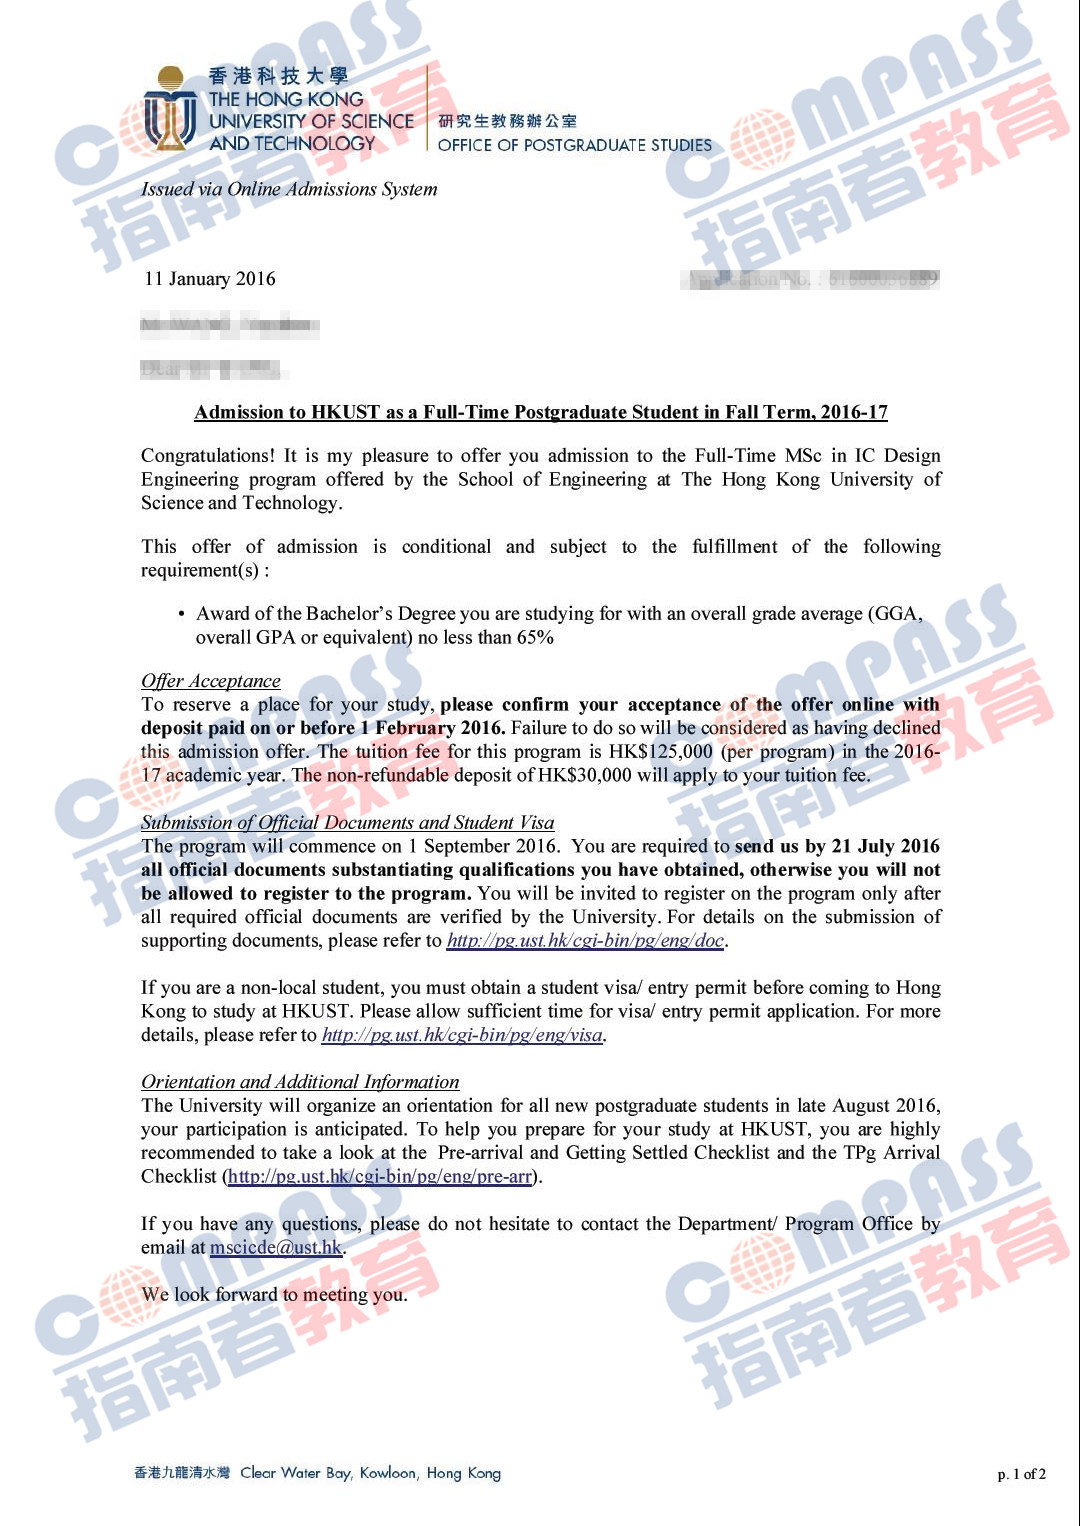 香港科技大學
THE HONG KONG
UNIVERSITY OF SCIENCE
AND TECHNOLOGY
研究生教務辦公室
OFFICE OF POSTGRADUATE STUDIES
Issued via Online Admissions System
11 January 2016
Application No. :
Dear
Admission to HKUST as a Full-Time Postgraduate Student in Fall Term, 2016-17
Congratulations! It is my pleasure to offer you admission to the Full-Time MSc in IC Design
Engineering program offered by the School of Engineering at The Hong Kong University of
Science and Technology.
This offer of admission is conditional and subject to the fulfillment of the following
requirement(s) :
• Award of the Bachelor’s Degree you are studying for with an overall grade average (GGA,
overall GPA or equivalent) no less than 65%
Offer Acceptance
To reserve a place for your study, please confirm your acceptance of the offer online with
deposit paid on or before 1 February 2016. Failure to do so will be considered as having declined
this admission offer. The tuition fee for this program is HK$125,000 (per program) in the 2016-
17 academic year. The non-refundable deposit of HK$30,000 will apply to your tuition fee.
Submission of Official Documents and Student Visa
The program will commence on 1 September 2016. You are required to send us by 21 July 2016
all official documents substantiating qualifications you have obtained, otherwise you will not
be allowed to register to the program. You will be invited to register on the program only after
all required official documents are verified by the University. For details on the submission of
supporting documents, please refer to http://pg.ust.hk/cgi-bin/pg/eng/doc.
If you are a non-local student, you must obtain a student visa/ entry permit before coming to Hong
Kong to study at HKUST. Please allow sufficient time for visa/ entry permit application. For more
details, please refer to http://pg.ust.hk/cgi-bin/pg/eng/visa.
Orientation and Additional Information
The University will organize an orientation for all new postgraduate students in late August 2016,
your participation is anticipated. To help you prepare for your study at HKUST, you are highly
recommended to take a look at the Pre-arrival and Getting Settled Checklist and the TPg Arrival
Checklist (http://pg.ust.hk/cgi-bin/pg/eng/pre-arr).
If you have any questions, please do not hesitate to contact the Department/ Program Office by
email at mscicde@ust.hk.
We look forward to meeting you.
香港九龍清水灣 Clear Water Bay, Kowloon, Hong Kong
p. 1 of 2
COMPASS
指南者教育
COMPASS
指南者教育
COMPASS
指南者教育
COMPASS
指南者教育
COMPASS
指南者教育
COMPASS
指南者教育